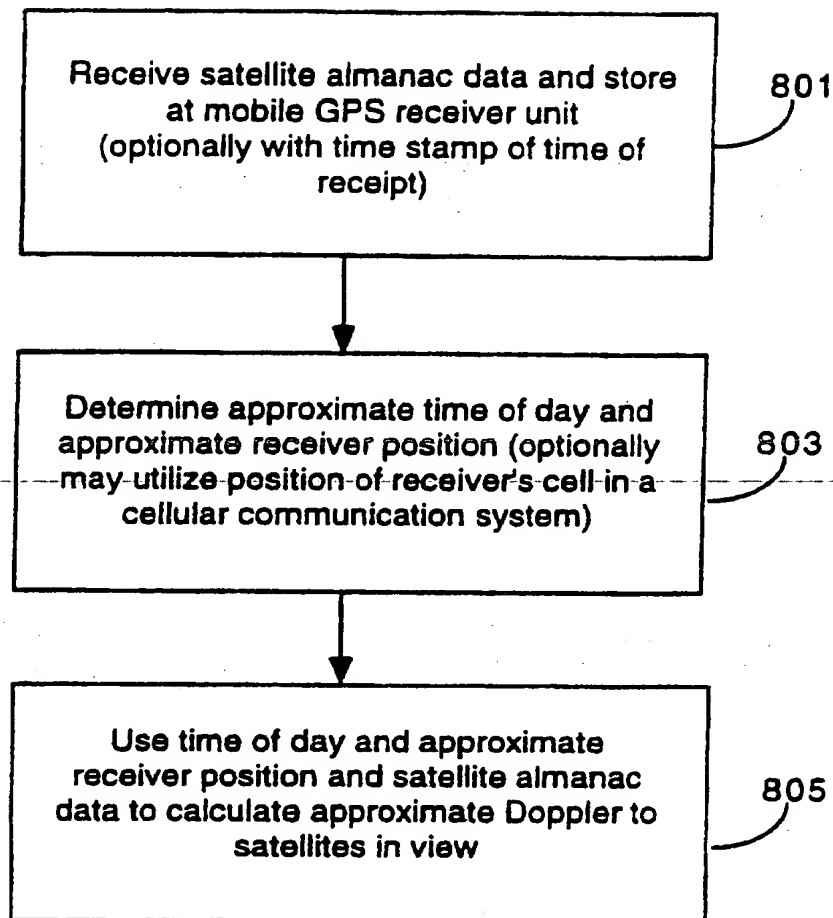 Receive satellite almanac data and store
at mobile GPS receiver unit
(optionally with time stamp of time of
receipt)
801
Determine approximate time of day and
approximate receiver position (optionally
may utilize position of receiver's cell in a
cellular communication system)
803
Use time of day and approximate
receiver position and satellite almanac
data to calculate approximate Doppler to
satellites in view
805